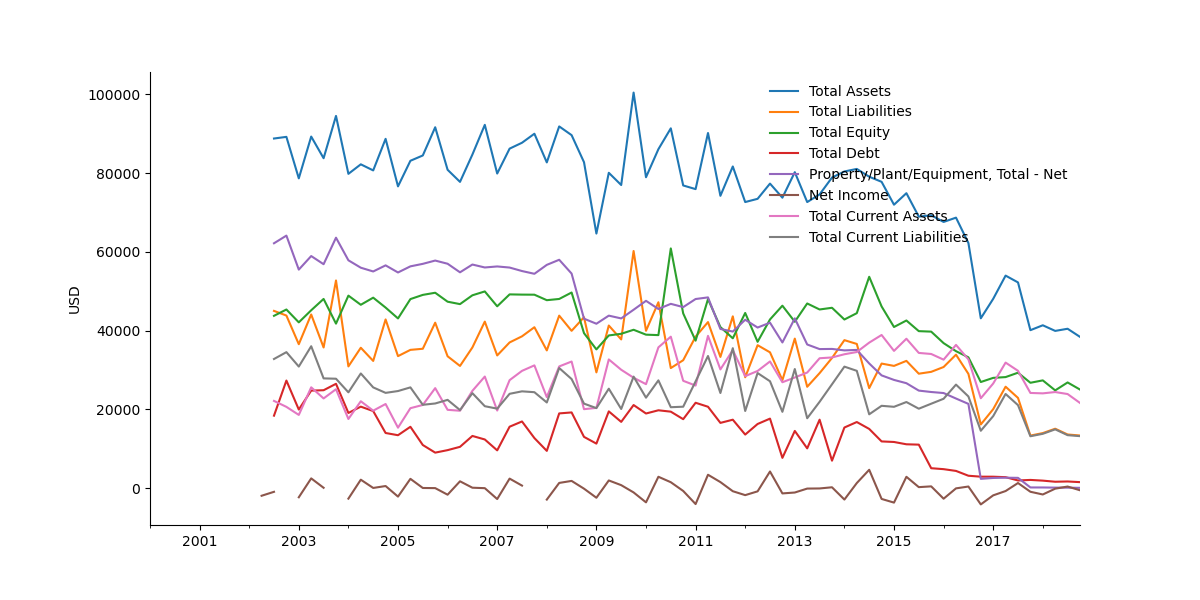 100000
80000
60000
40000
20000
0
USD
2001
2003
2005
2007
2009
2011
2013
2015
2017
Total Assets
Total Liabilities
Total Equity
Total Debt
Property/Plant/Equipment, Total - Net
Net Income
Total Current Assets
Total Current Liabilities